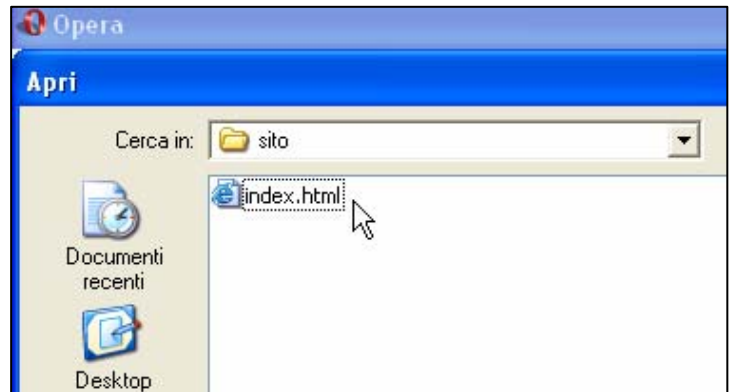 Opera
Apri
Cerca in: sito
index.html
Documenti
recenti
Desktop